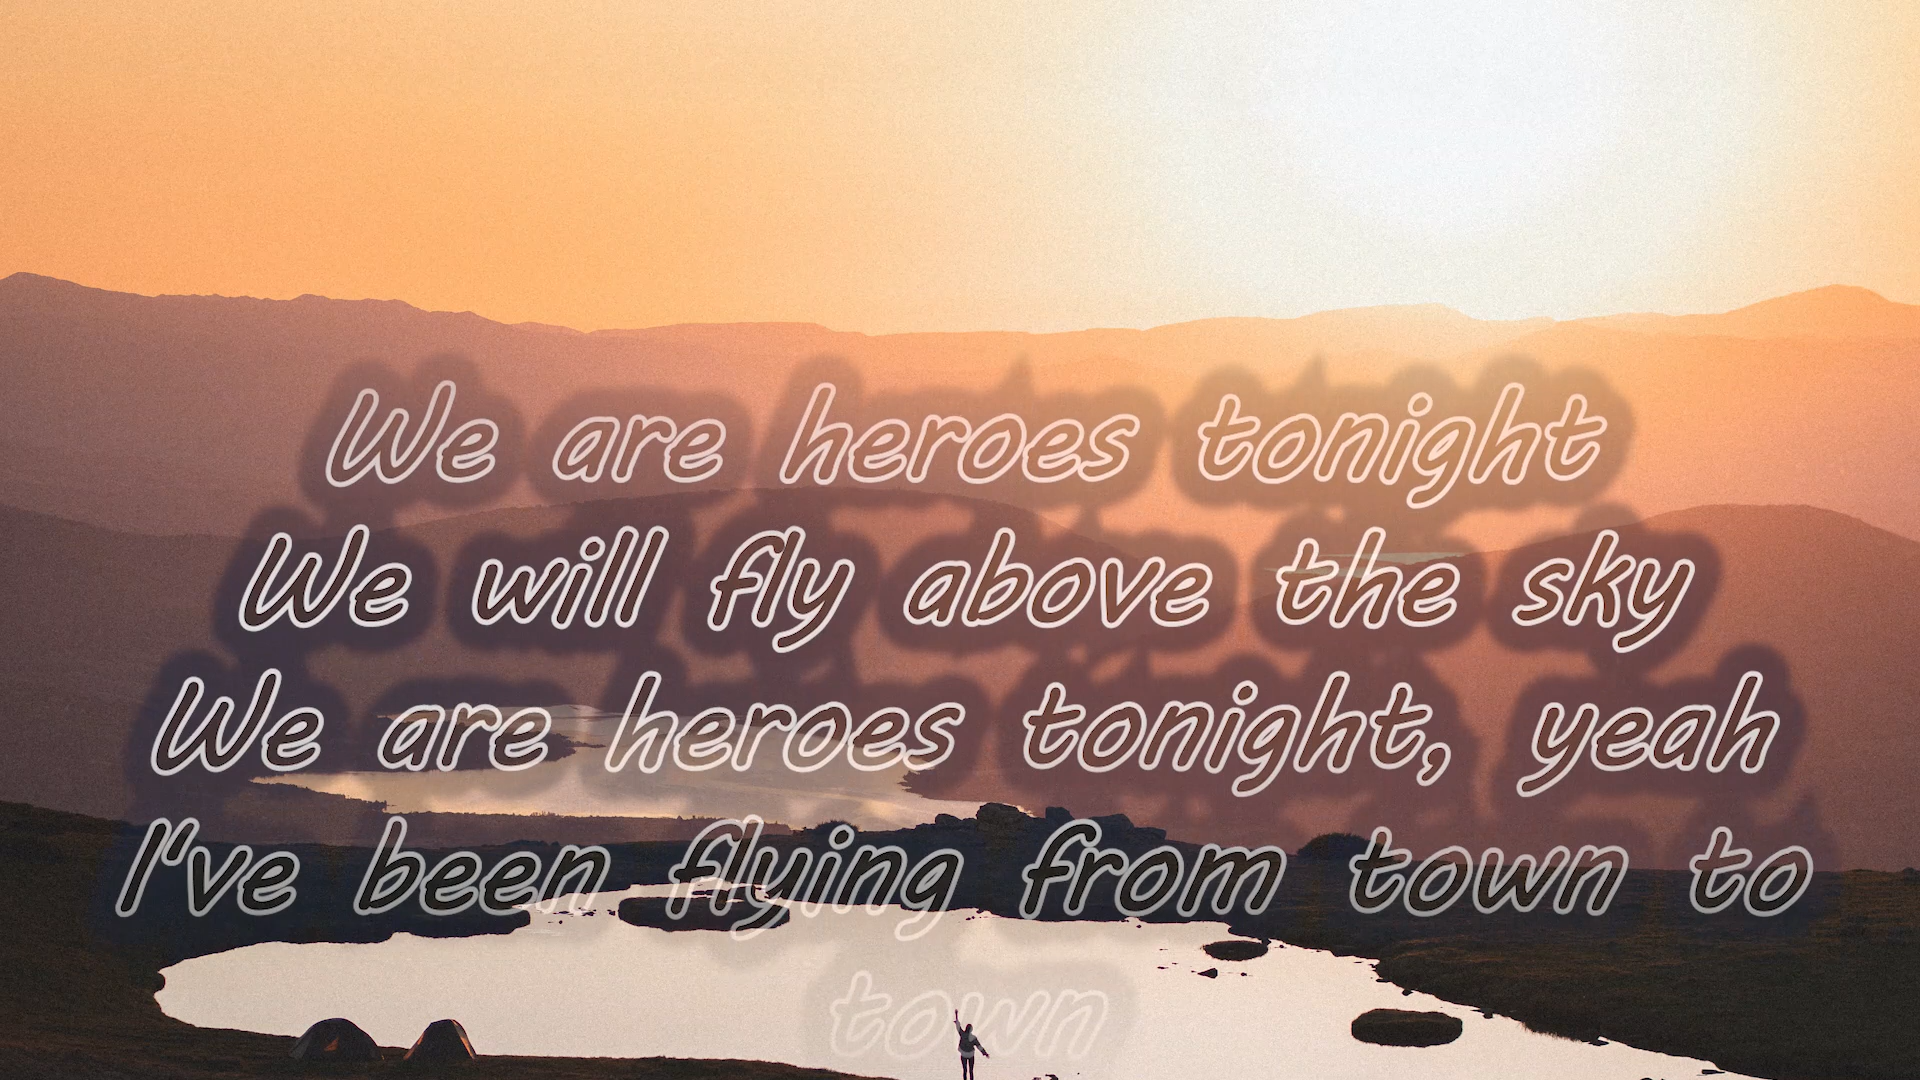 We are heroes tonight
We will fly above the sky
We are heroes tonight, yeah
I've been flying from town to
town